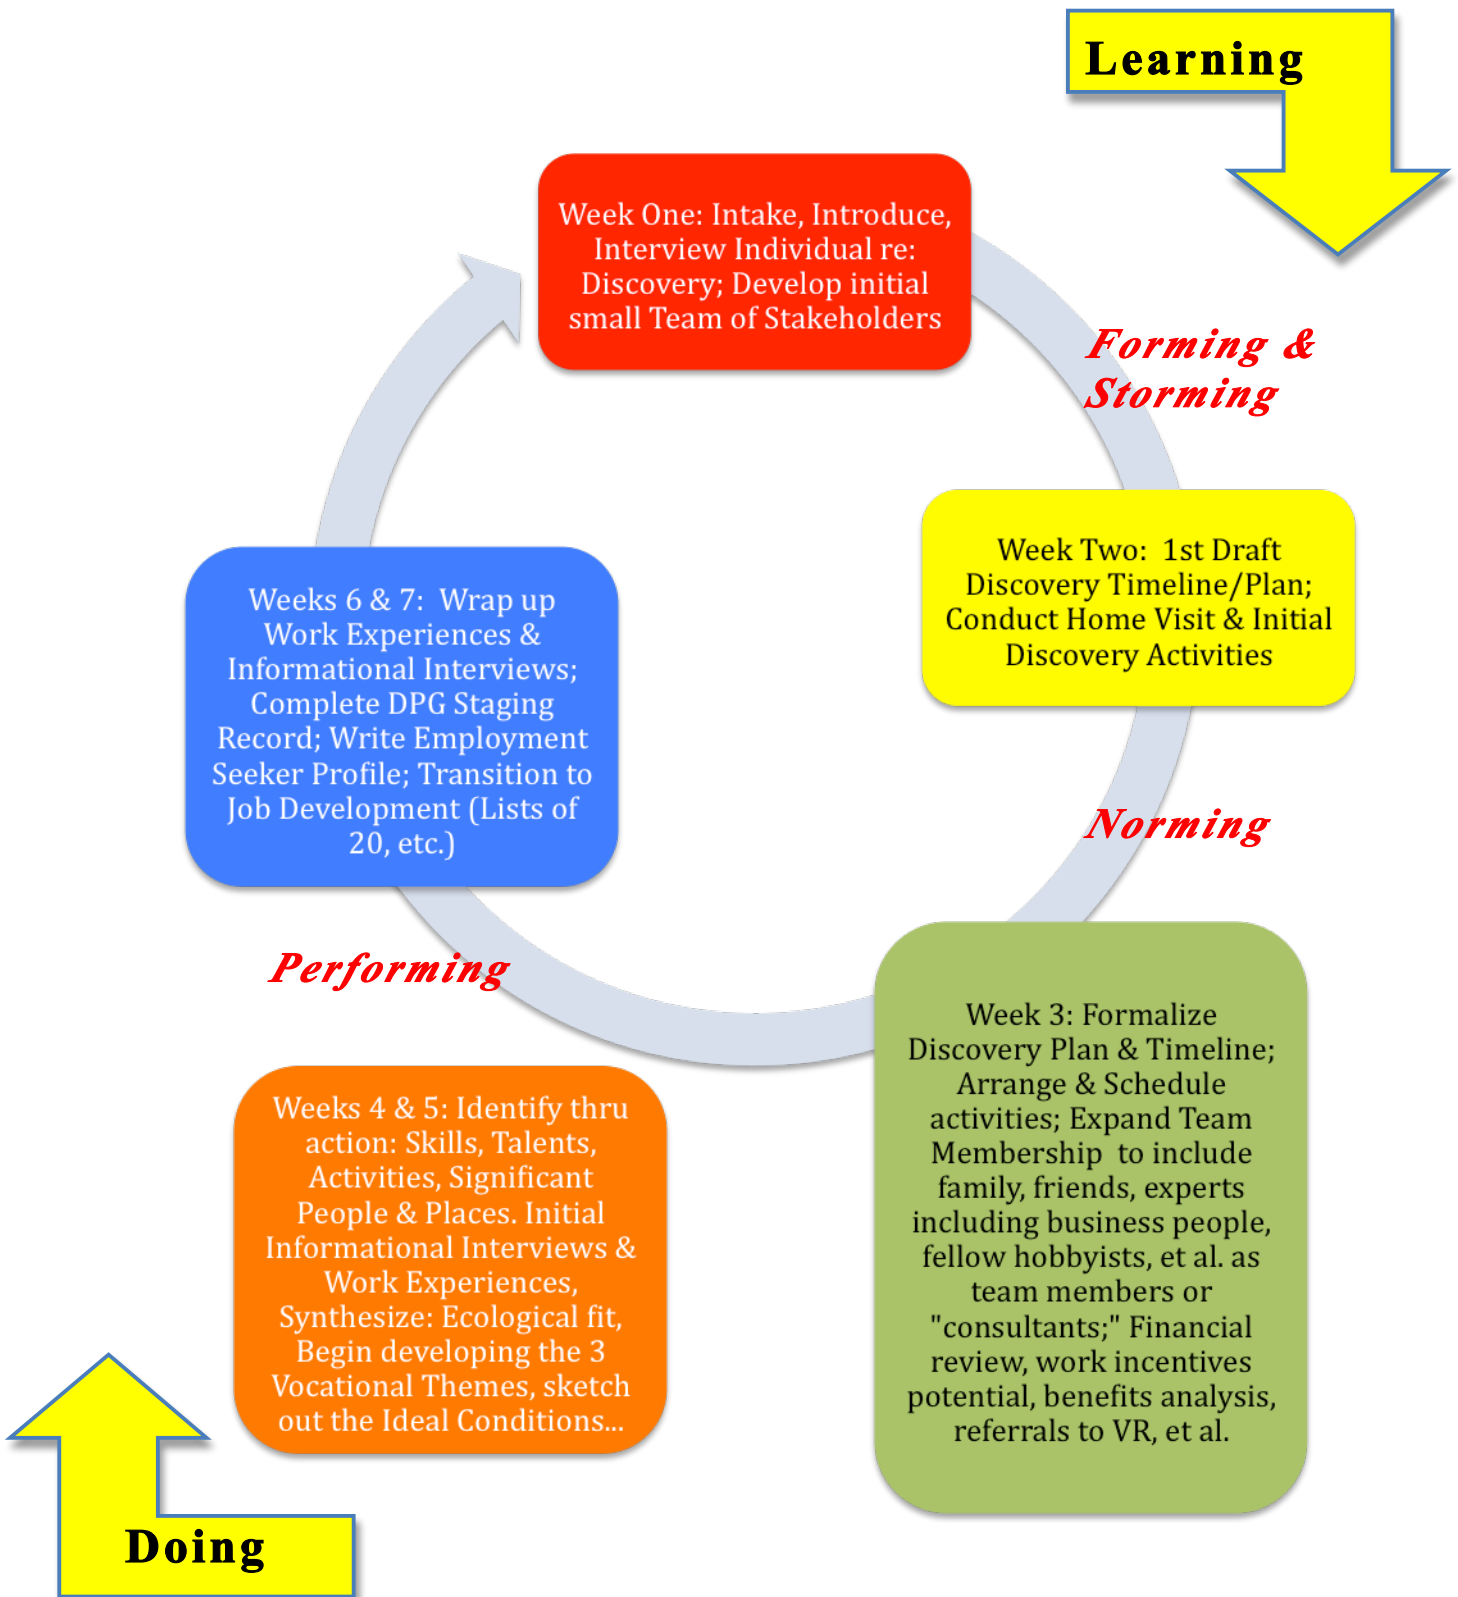 Learning
Week One: Intake, Introduce,
Interview Individual re:
Discovery; Develop initial
small Team of Stakeholders
Forming &
Storming
Week Two:  1st Draft
Discovery Timeline/Plan;
Conduct Home Visit & Initial
Discovery Activities
Norming
Week 3: Formalize
Discovery Plan & Timeline;
Arrange & Schedule
activities; Expand Team
Membership  to include
family, friends, experts
including business people,
fellow hobbyists, et al. as
team members or
"consultants;" Financial
review, work incentives
potential, benefits analysis,
referrals to VR, et al.
Weeks 4 & 5: Identify thru
action: Skills, Talents,
Activities, Significant
People & Places. Initial
Informational Interviews &
Work Experiences,
Synthesize: Ecological fit,
Begin developing the 3
Vocational Themes, sketch
out the Ideal Conditions...
Doing
Performing
Weeks 6 & 7:  Wrap up
Work Experiences &
Informational Interviews;
Complete DPG Staging
Record; Write Employment
Seeker Profile; Transition to
Job Development (Lists of
20, etc.)